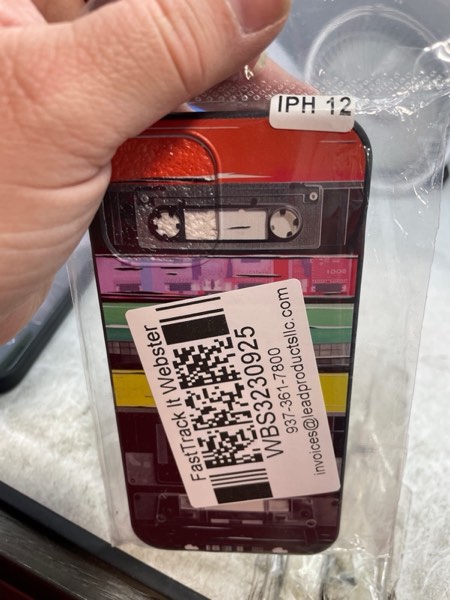 IPH 12
FastTrack It Webster
WBS3230925
937-361-7800
invoices@leadproductsllc.com